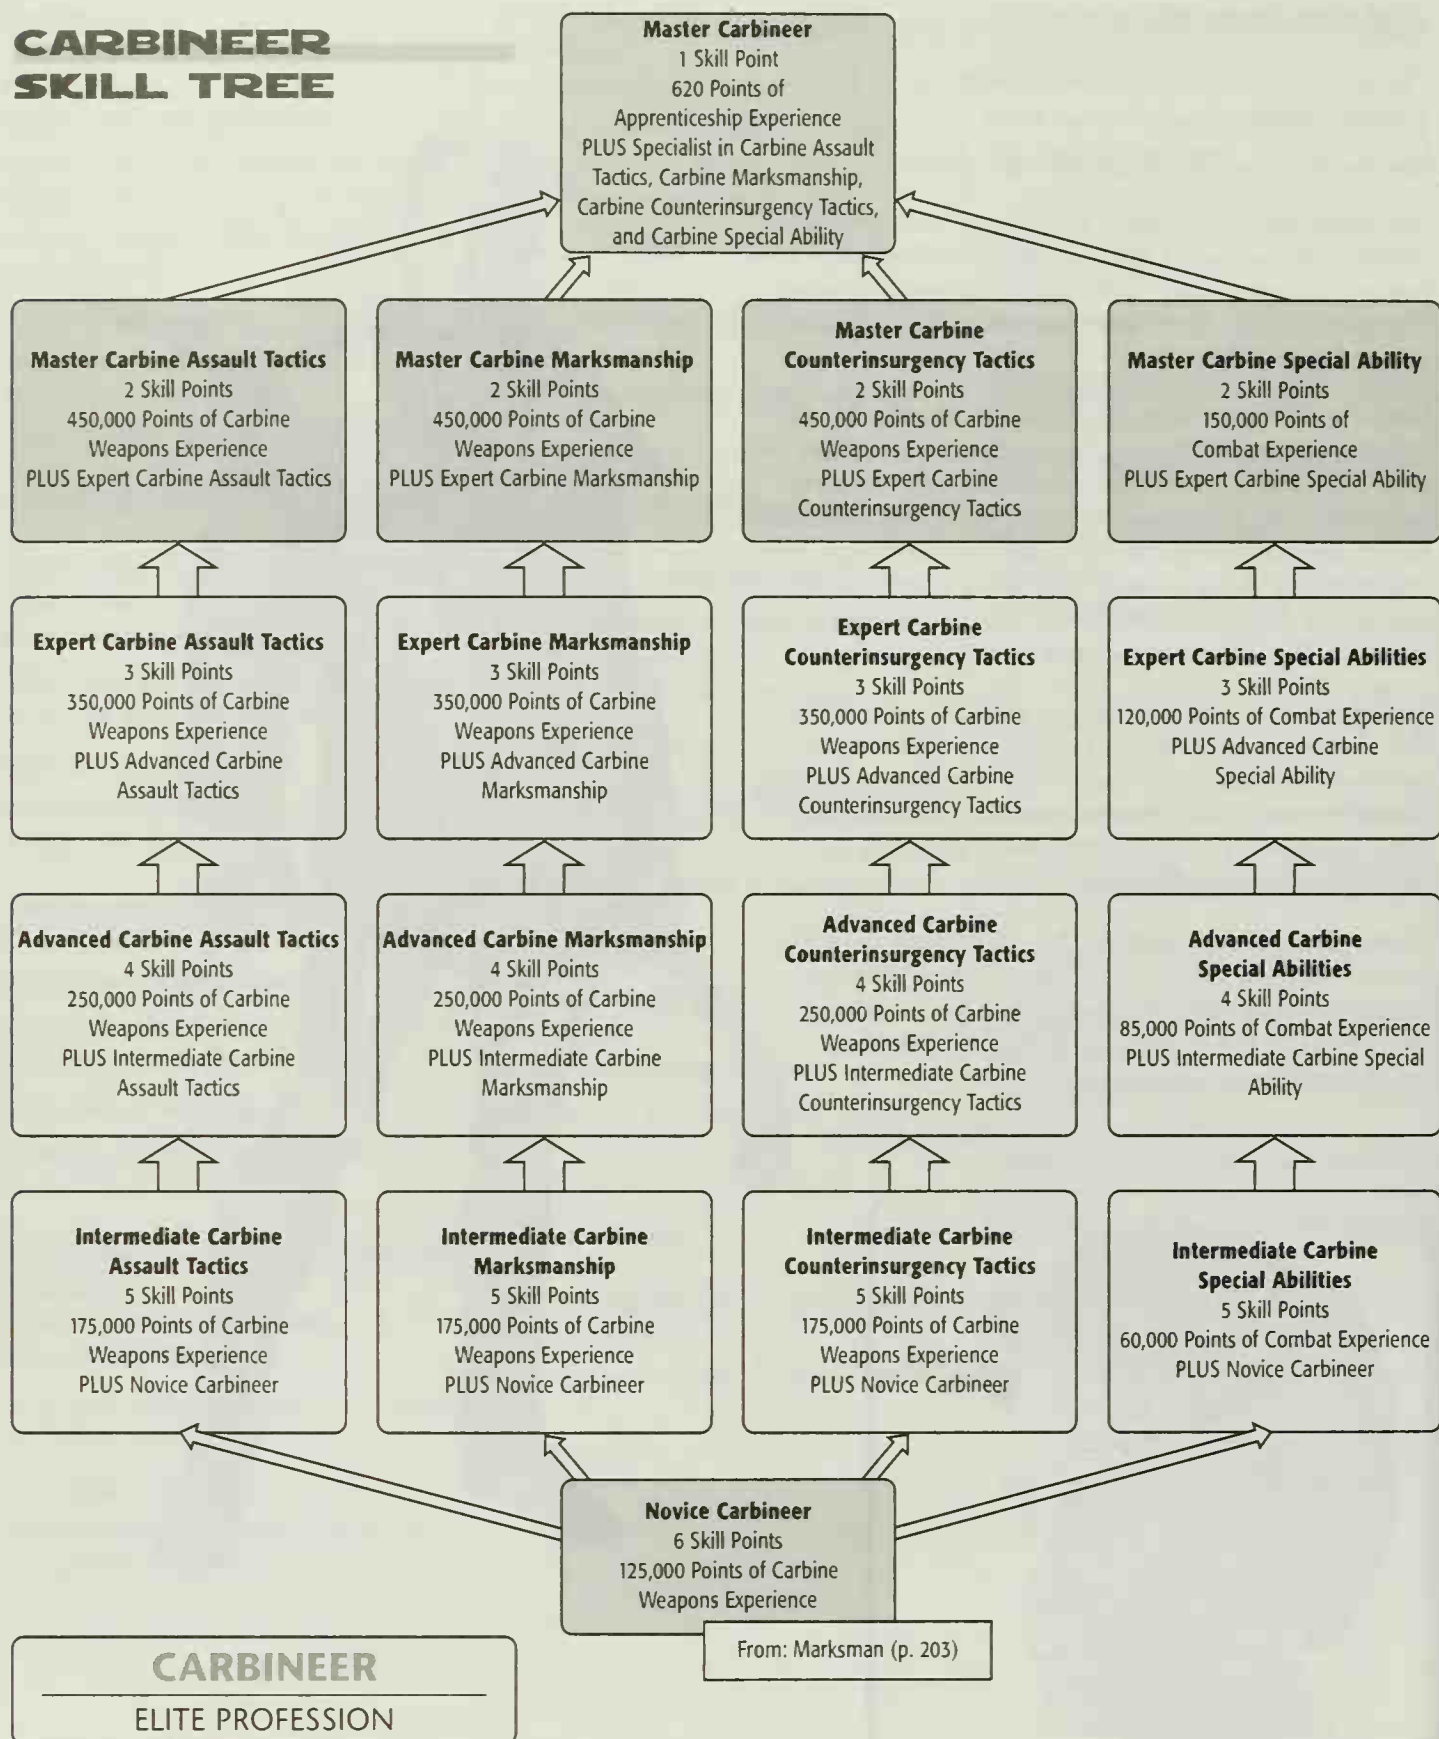 CARBINEER
SKILL TREE
Master Carbineer
1 Skill Point
620 Points of
Apprenticeship Experience
PLUS Specialist in Carbine Assault
Tactics, Carbine Marksmanship,
Carbine Counterinsurgency Tactics,
and Carbine Special Ability
Master Carbine Assault Tactics
2 Skill Points
450,000 Points of Carbine
Weapons Experience
PLUS Expert Carbine Assault Tactics
Master Carbine Marksmanship
2 Skill Points
450,000 Points of Carbine
Weapons Experience
PLUS Expert Carbine Marksmanship
Master Carbine
Counterinsurgency Tactics
2 Skill Points
450,000 Points of Carbine
Weapons Experience
PLUS Expert Carbine
Counterinsurgency Tactics
Master Carbine Special Ability
2 Skill Points
150,000 Points of
Combat Experience
PLUS Expert Carbine Special Ability
Expert Carbine Assault Tactics
3 Skill Points
350,000 Points of Carbine
Weapons Experience
PLUS Advanced Carbine
Assault Tactics
Expert Carbine Marksmanship
3 Skill Points
350,000 Points of Carbine
Weapons Experience
PLUS Advanced Carbine
Marksmanship
Expert Carbine
Counterinsurgency Tactics
3 Skill Points
350,000 Points of Carbine
Weapons Experience
PLUS Advanced Carbine
Counterinsurgency Tactics
Expert Carbine Special Abilities
3 Skill Points
120,000 Points of Combat Experience
PLUS Advanced Carbine
Special Ability
Advanced Carbine Assault Tactics
4 Skill Points
250,000 Points of Carbine
Weapons Experience
PLUS Intermediate Carbine
Assault Tactics
Advanced Carbine Marksmanship
4 Skill Points
250,000 Points of Carbine
Weapons Experience
PLUS Intermediate Carbine
Marksmanship
Advanced Carbine
Counterinsurgency Tactics
4 Skill Points
250,000 Points of Carbine
Weapons Experience
PLUS Intermediate Carbine
Counterinsurgency Tactics
Advanced Carbine
Special Abilities
4 Skill Points
85,000 Points of Combat Experience
PLUS Intermediate Carbine Special
Ability
Intermediate Carbine
Assault Tactics
5 Skill Points
175,000 Points of Carbine
Weapons Experience
PLUS Novice Carbineer
Intermediate Carbine
Marksmanship
5 Skill Points
175,000 Points of Carbine
Weapons Experience
PLUS Novice Carbineer
Intermediate Carbine
Counterinsurgency Tactics
5 Skill Points
175,000 Points of Carbine
Weapons Experience
PLUS Novice Carbineer
Intermediate Carbine
Special Abilities
5 Skill Points
60,000 Points of Combat Experience
PLUS Novice Carbineer
Novice Carbineer
6 Skill Points
125,000 Points of Carbine
Weapons Experience
From: Marksman (p. 203)
CARBINEER
ELITE PROFESSION